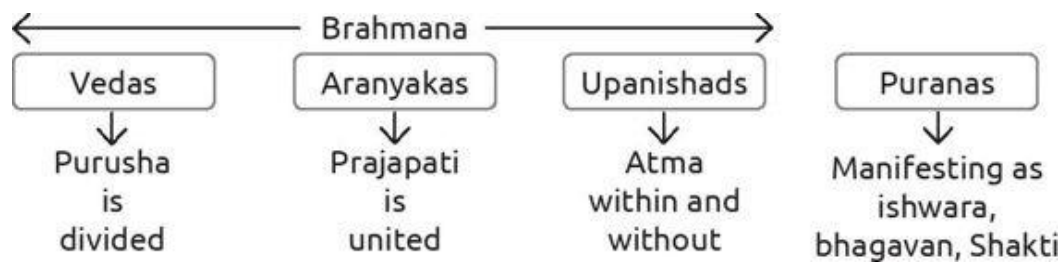 Brahmana
Vedas
Aranyakas
Upanishads
Puranas
Purusha
is
divided
Prajapati
is
united
Atma
within and
without
Manifesting as
ishwara,
bhagavan, Shakti